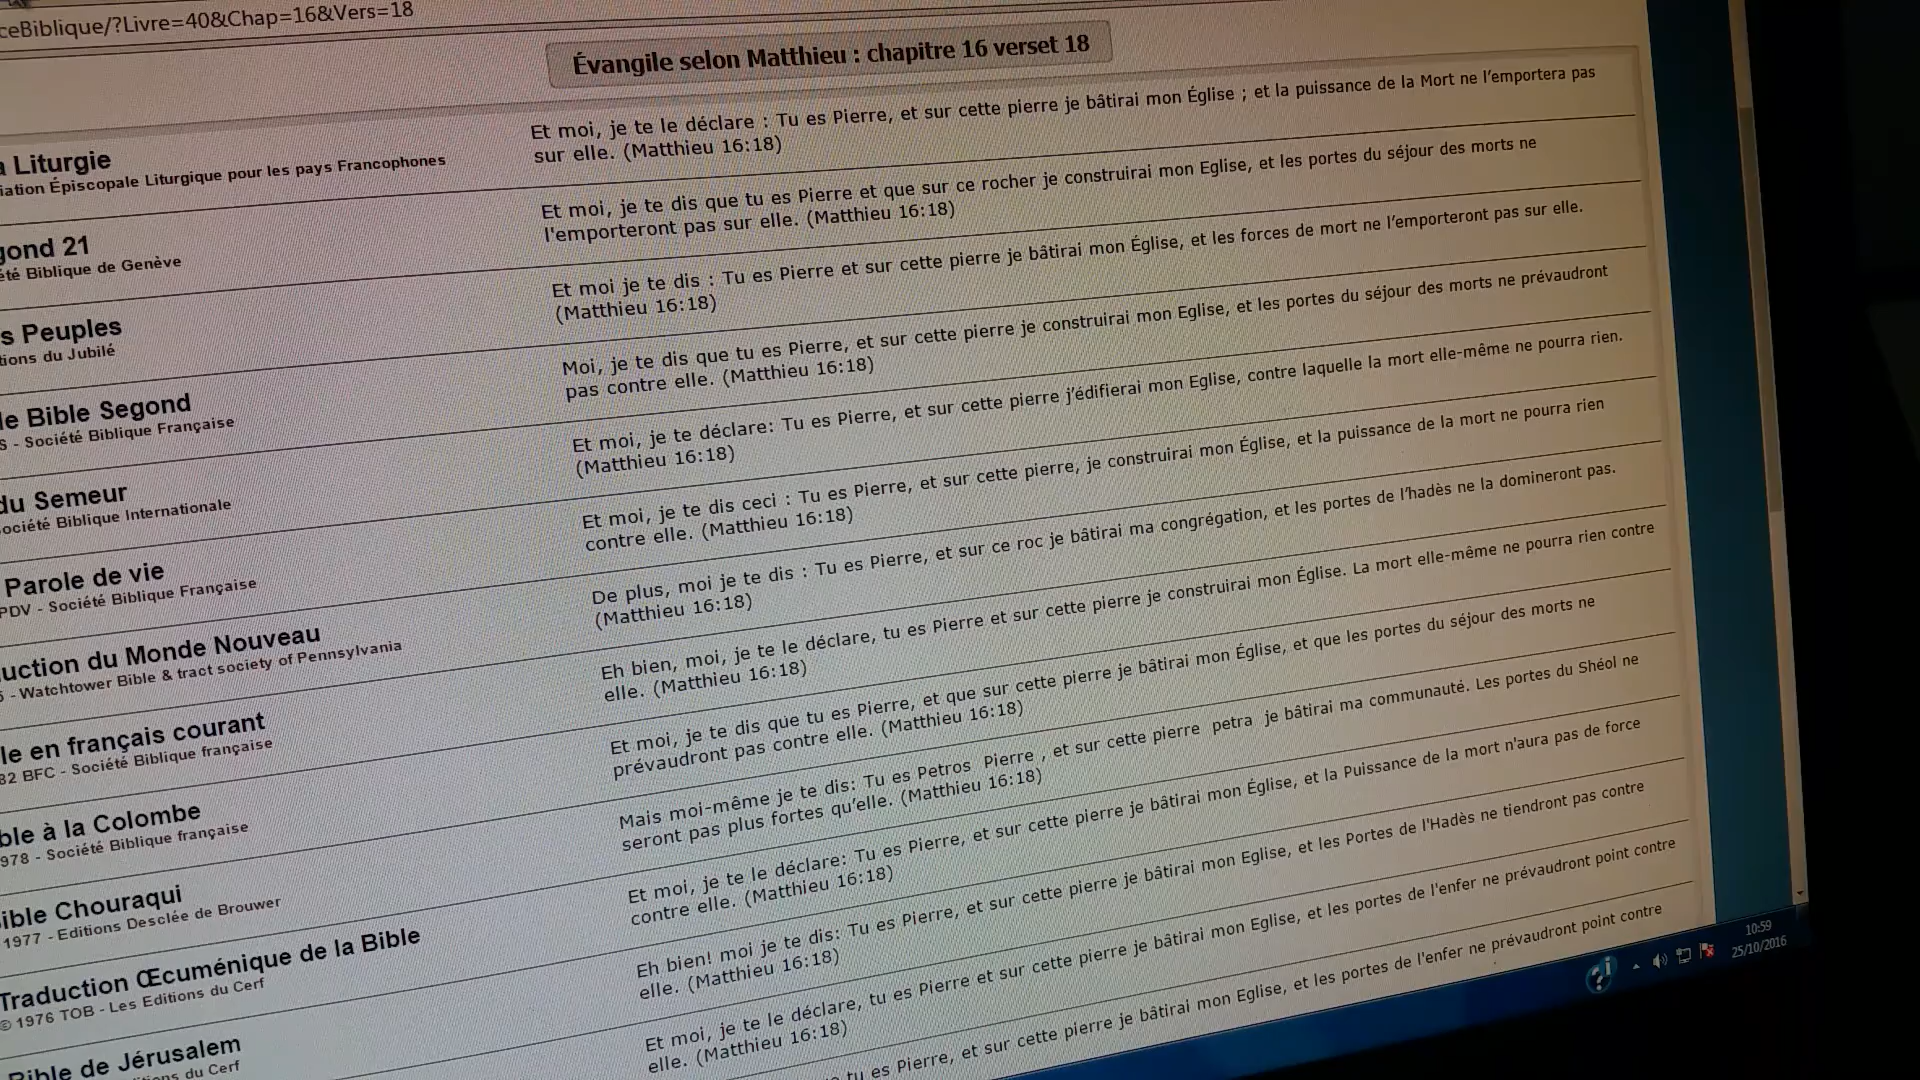 ceBiblique/?Livre=40&Chap=16&Vers=18
Évangile selon Matthieu : chapitre 16 verset 18
Liturgie
iation Épiscopale Liturgique pour les pays Francophones
Et moi, je te le déclare : Tu es Pierre, et sur cette pierre je bâtirai mon Église ; et la puissance de la Mort ne l’emportera pas
sur elle. (Matthieu 16:18)
gond 21
été Biblique de Genève
Et moi, je te dis que tu es Pierre et que sur ce rocher je construirai mon Eglise, et les portes du séjour des morts ne
l'emporteront pas sur elle. (Matthieu 16:18)
s Peuples
tions du Jubilé
Et moi je te dis : Tu es Pierre et sur cette pierre je bâtirai mon Église, et les forces de mort ne l’emporteront pas sur elle.
(Matthieu 16:18)
le Bible Segond
S - Société Biblique Française
Moi, je te dis que tu es Pierre, et sur cette pierre je construirai mon Eglise, et les portes du séjour des morts ne prévaudront
pas contre elle. (Matthieu 16:18)
du Semeur
ociété Biblique Internationale
Et moi, je te déclare: Tu es Pierre, et sur cette pierre j’édifierai mon Eglise, contre laquelle la mort elle-même ne pourra rien.
(Matthieu 16:18)
Parole de vie
PDV - Société Biblique Française
Et moi, je te dis ceci : Tu es Pierre, et sur cette pierre, je construirai mon Église, et la puissance de la mort ne pourra rien
contre elle. (Matthieu 16:18)
uction du Monde Nouveau
5 - Watchtower Bible & tract society of Pennsylvania
De plus, moi je te dis : Tu es Pierre, et sur ce roc je bâtirai ma congrégation, et les portes de l’hadès ne la domineront pas.
(Matthieu 16:18)
le en français courant
82 BFC - Société Biblique française
Eh bien, moi, je te le déclare, tu es Pierre et sur cette pierre je construirai mon Église. La mort elle-même ne pourra rien contre
elle. (Matthieu 16:18)
ble à la Colombe
978 - Société Biblique française
Et moi, je te dis que tu es Pierre, et que sur cette pierre je bâtirai mon Église, et que les portes du séjour des morts ne
prévaudront pas contre elle. (Matthieu 16:18)
ible Chouraqui
1977 - Editions Desclée de Brouwer
Mais moi-même je te dis: Tu es Petros Pierre , et sur cette pierre petra je bâtirai ma communauté. Les portes du Shéol ne
seront pas plus fortes qu’elle. (Matthieu 16:18)
Traduction Œcuménique de la Bible
© 1976 TOB - Les Editions du Cerf
Et moi, je te le déclare: Tu es Pierre, et sur cette pierre je bâtirai mon Église, et la Puissance de la mort n'aura pas de force
contre elle. (Matthieu 16:18)
Bible de Jérusalem
tions du Cerf
Eh bien! moi je te dis: Tu es Pierre, et sur cette pierre je bâtirai mon Eglise, et les Portes de l'Hadès ne tiendront pas contre
elle. (Matthieu 16:18)
Et moi, je te le déclare, tu es Pierre et sur cette pierre je bâtirai mon Eglise, et les portes de l'enfer ne prévaudront point contre
elle. (Matthieu 16:18)
tu es Pierre, et sur cette pierre je bâtirai mon Eglise, et les portes de l'enfer ne prévaudront point contre
10:59
25/10/2016